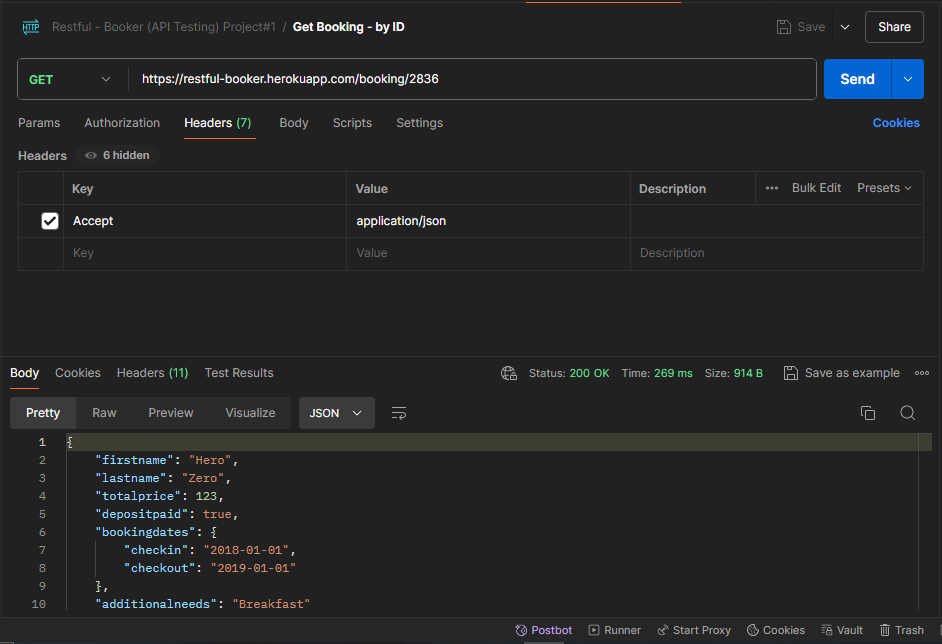 HTTP Restful - Booker (API Testing) Project#1 / Get Booking - by ID Save Share
GET https://restful-booker.herokuapp.com/booking/2836 Send
Params Authorization Headers (7) Body Scripts Settings Cookies
Headers 6 hidden
Key Value Description ••• Bulk Edit Presets
Accept application/json
Key Value Description
Body Cookies Headers (11) Test Results Status: 200 OK Time: 269 ms Size: 914 B Save as example
Pretty Raw Preview Visualize JSON
1 {
2 "firstname": "Hero",
3 "lastname": "Zero",
4 "totalprice": 123,
5 "depositpaid": true,
6 "bookingdates": {
7 "checkin": "2018-01-01",
8 "checkout": "2019-01-01"
9 },
10 "additionalneeds": "Breakfast"
Postbot Runner Start Proxy Cookies Vault Trash